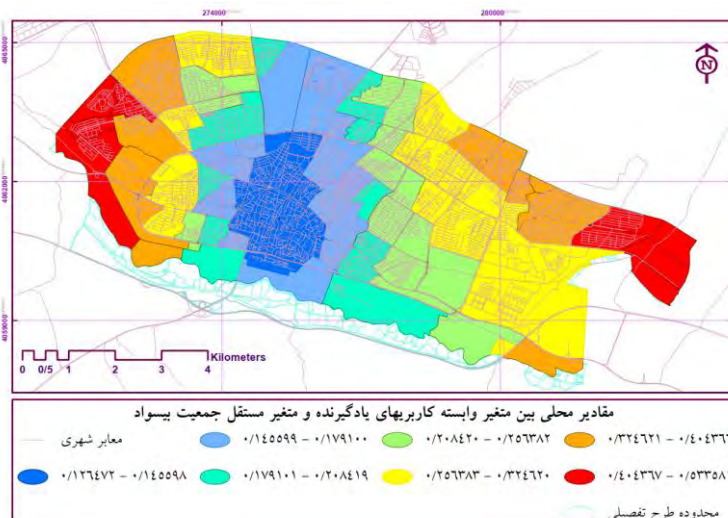 274000 280000
4065000
N
4062000
4059000
Kilometers
0 0/5 1 2 3 4
مقادیر محلی بین متغیر وابسته کاربریهای یادگیرنده و متغیر مستقل جمعیت بیسواد
معابر شهری ۰/۱۴۵۵۹۹ - ۰/۱۷۹۱۰۰ ۰/۲۰۸۴۲۰ - ۰/۲۵۶۳۸۲ ۰/۳۲۴۶۲۱ - ۰/۴۰۴۳۶
۰/۱۲۶۴۷۲ - ۰/۱۴۵۵۹۸ ۰/۱۷۹۱۰۱ - ۰/۲۰۸۴۱۹ ۰/۲۵۶۳۸۳ - ۰/۳۲۴۶۲۰ ۰/۴۰۴۳۶۷ - ۰/۵۳۳۵۸
محدوده طرح تفصیلی